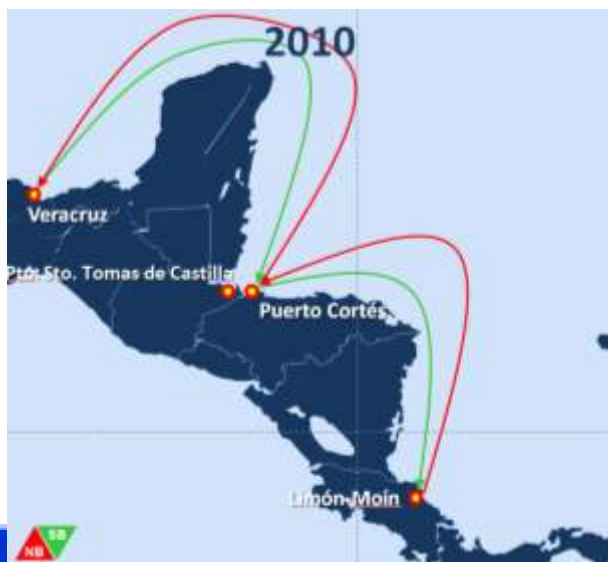 2010
Veracruz
Pto. Sto. Tomas de Castilla
Puerto Cortés
Limón-Moín
SB
NB